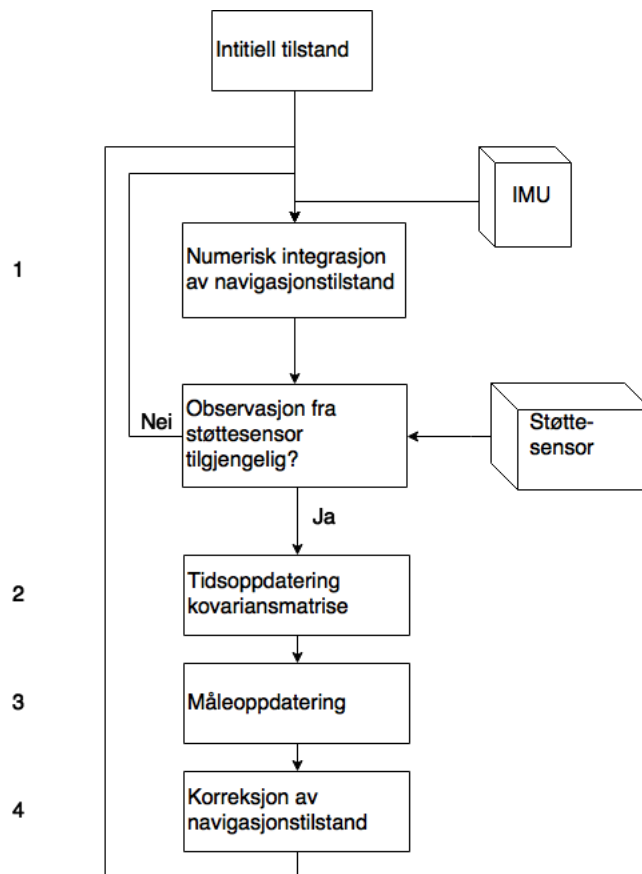 Intitiell tilstand
IMU
1
Numerisk integrasjon
av navigasjonstilstand
Nei
Observasjon fra
støttesensor
tilgjengelig?
Støtte-
sensor
Ja
2
Tidsoppdatering
kovariansmatrise
3
Måleoppdatering
4
Korreksjon av
navigasjonstilstand